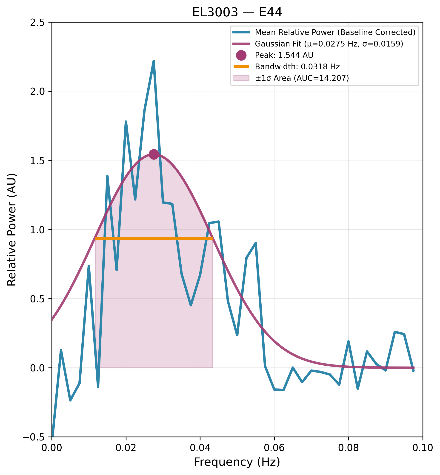 EL3003 — E44
Mean Relative Power (Baseline Corrected)
Gaussian Fit (μ=0.0275 Hz, σ=0.0159)
Peak: 1.544 AU
Bandwidth: 0.0318 Hz
±1σ Area (AUC=14.207)
Relative Power (AU)
2.5
2.0
1.5
1.0
0.5
0.0
−0.5
0.00 0.02 0.04 0.06 0.08 0.10
Frequency (Hz)